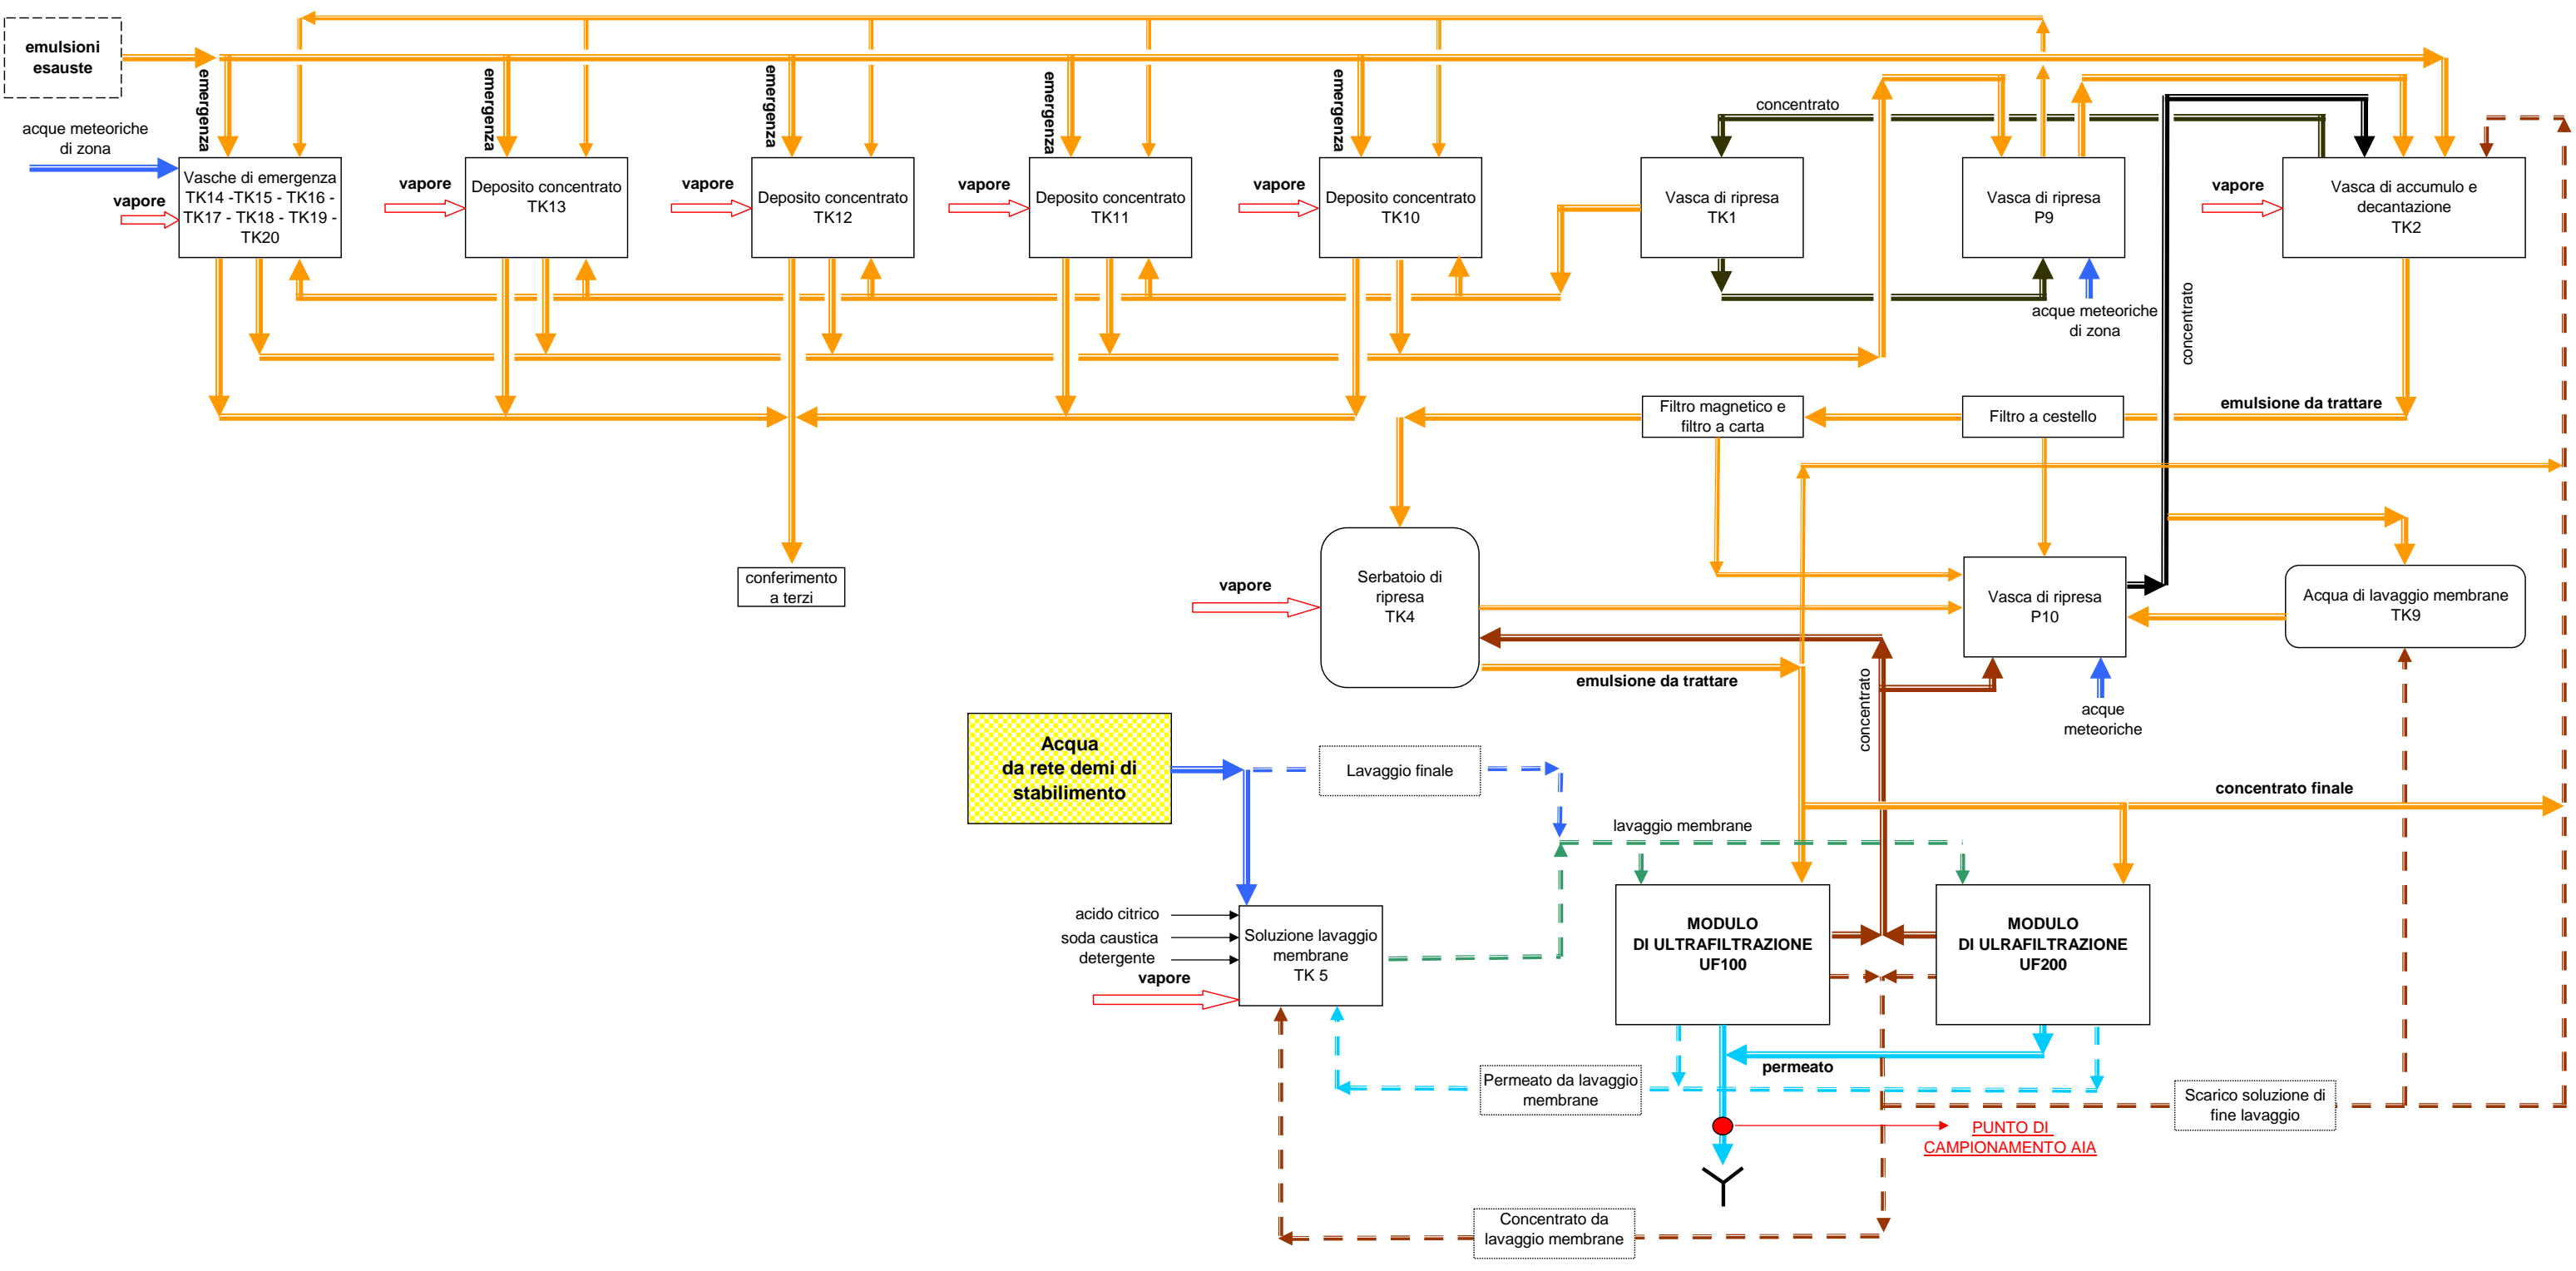 emulsioni
esauste
emergenza
emergenza
emergenza
emergenza
emergenza
concentrato
acque meteoriche
di zona
vapore
Vasche di emergenza
TK14 -TK15 - TK16 -
TK17 - TK18 - TK19 -
TK20
vapore
Deposito concentrato
TK13
vapore
Deposito concentrato
TK12
vapore
Deposito concentrato
TK11
vapore
Deposito concentrato
TK10
Vasca di ripresa
TK1
Vasca di ripresa
P9
vapore
Vasca di accumulo e
decantazione
TK2
acque meteoriche
di zona
concentrato
Filtro magnetico e
filtro a carta
Filtro a cestello
emulsione da trattare
conferimento
a terzi
vapore
Serbatoio di
ripresa
TK4
Vasca di ripresa
P10
Acqua di lavaggio membrane
TK9
emulsione da trattare
concentrato
acque
meteoriche
Acqua
da rete demi di
stabilimento
Lavaggio finale
concentrato finale
lavaggio membrane
acido citrico
soda caustica
detergente
vapore
Soluzione lavaggio
membrane
TK 5
MODULO
DI ULTRAFILTRAZIONE
UF100
MODULO
DI ULRAFILTRAZIONE
UF200
permeato
Permeato da lavaggio
membrane
Scarico soluzione di
fine lavaggio
PUNTO DI
CAMPIONAMENTO AIA
Concentrato da
lavaggio membrane